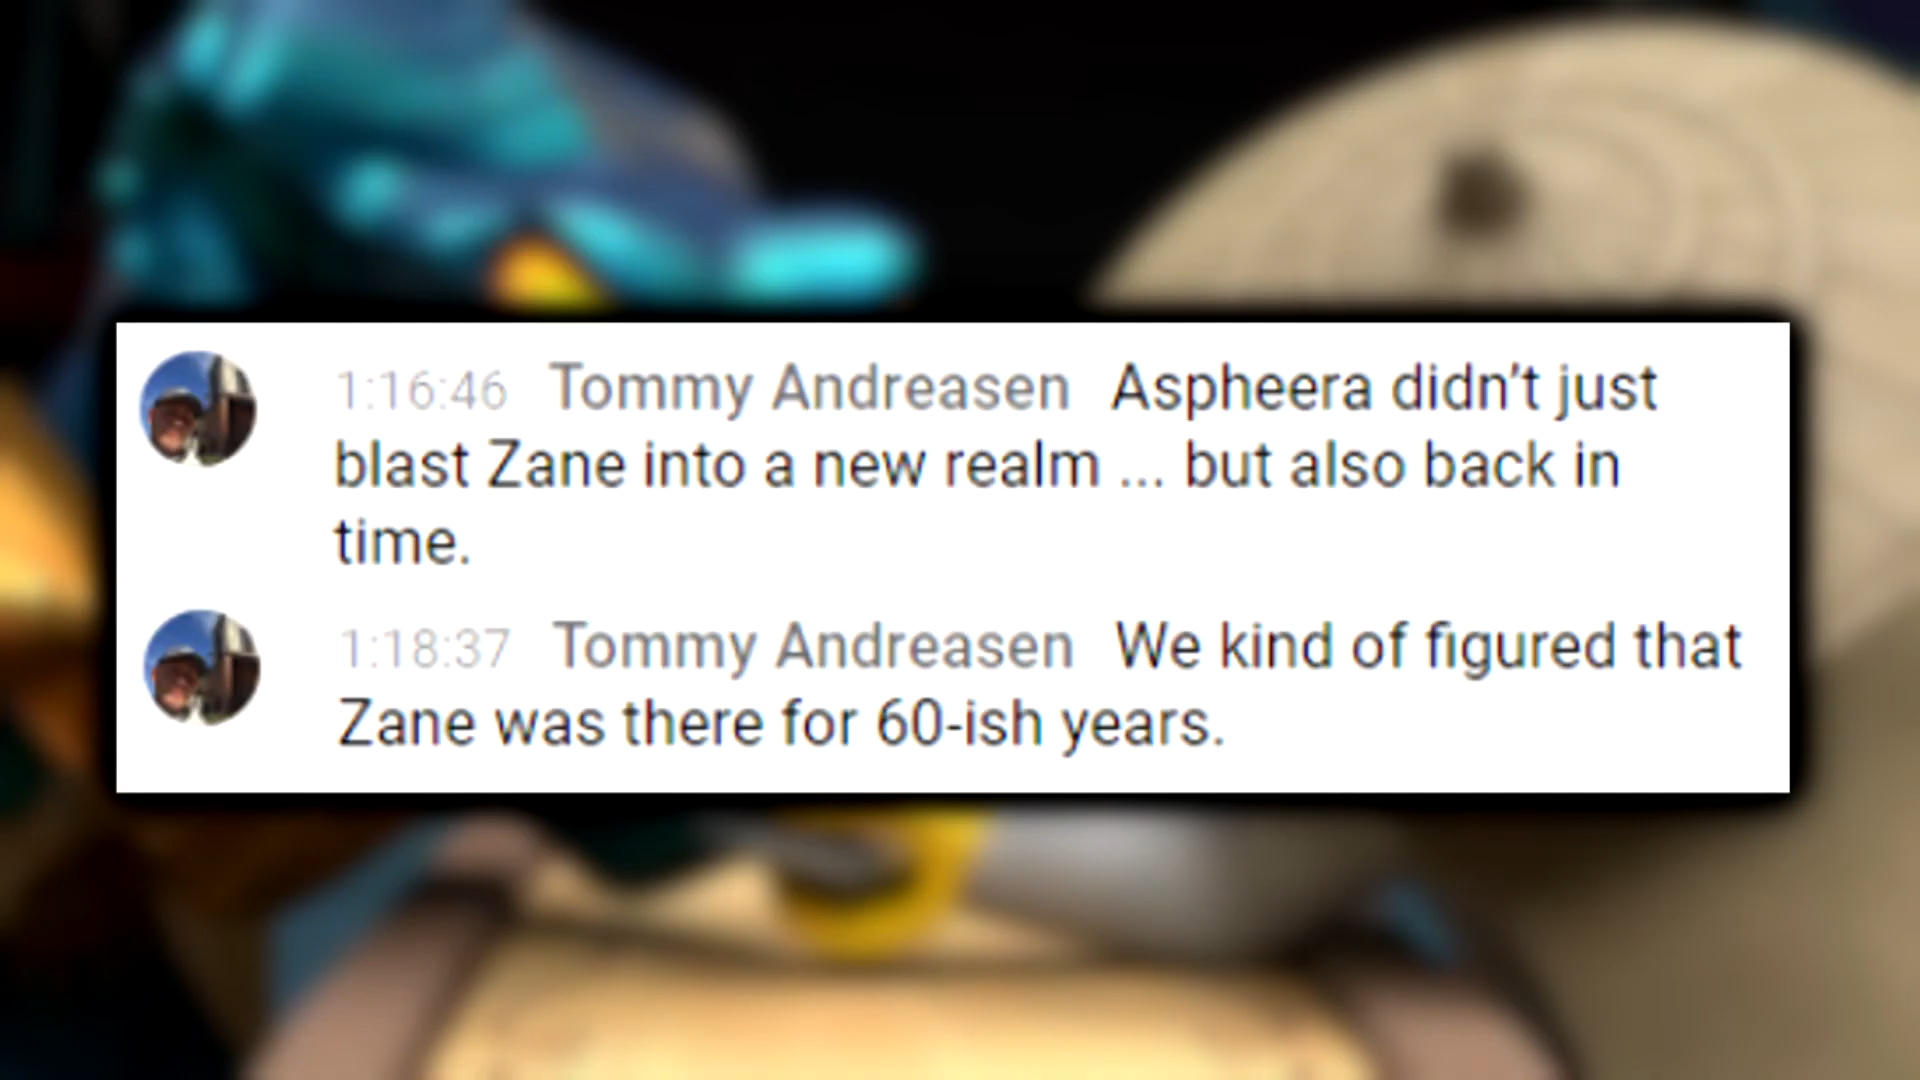 1:16:46 Tommy Andreasen Aspheera didn’t just
blast Zane into a new realm ... but also back in
time.
1:18:37 Tommy Andreasen We kind of figured that
Zane was there for 60-ish years.